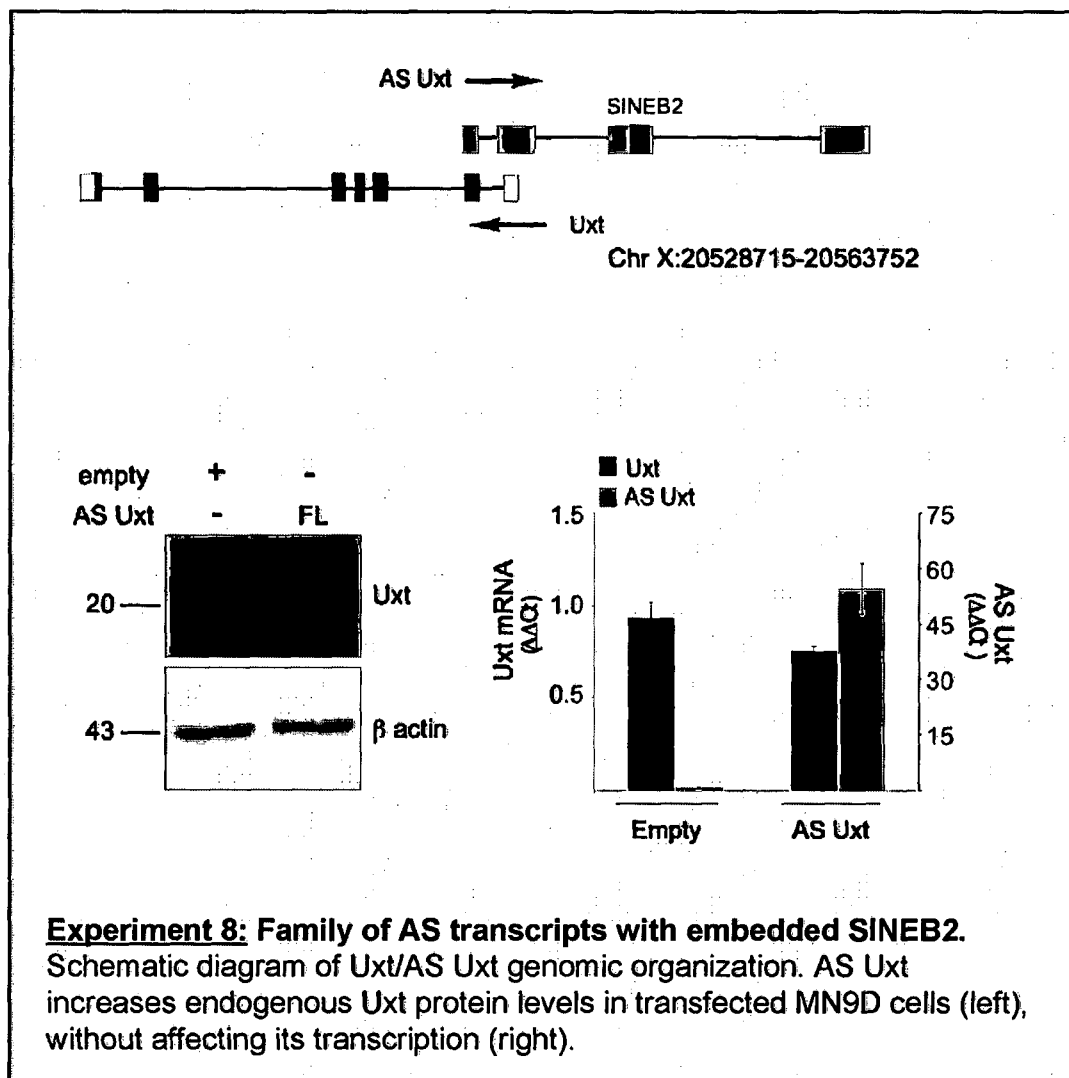 AS Uxt
SINEB2
Uxt
Chr X:20528715-20563752
empty + -
AS Uxt - FL
20
Uxt
43
β actin
Uxt
AS Uxt
1.5
1.0
0.5
Uxt mRNA
(ΔΔCt)
75
60
45
30
15
AS Uxt
(ΔΔCt)
Empty
AS Uxt
Experiment 8: Family of AS transcripts with embedded SINEB2.
Schematic diagram of Uxt/AS Uxt genomic organization. AS Uxt
increases endogenous Uxt protein levels in transfected MN9D cells (left),
without affecting its transcription (right).